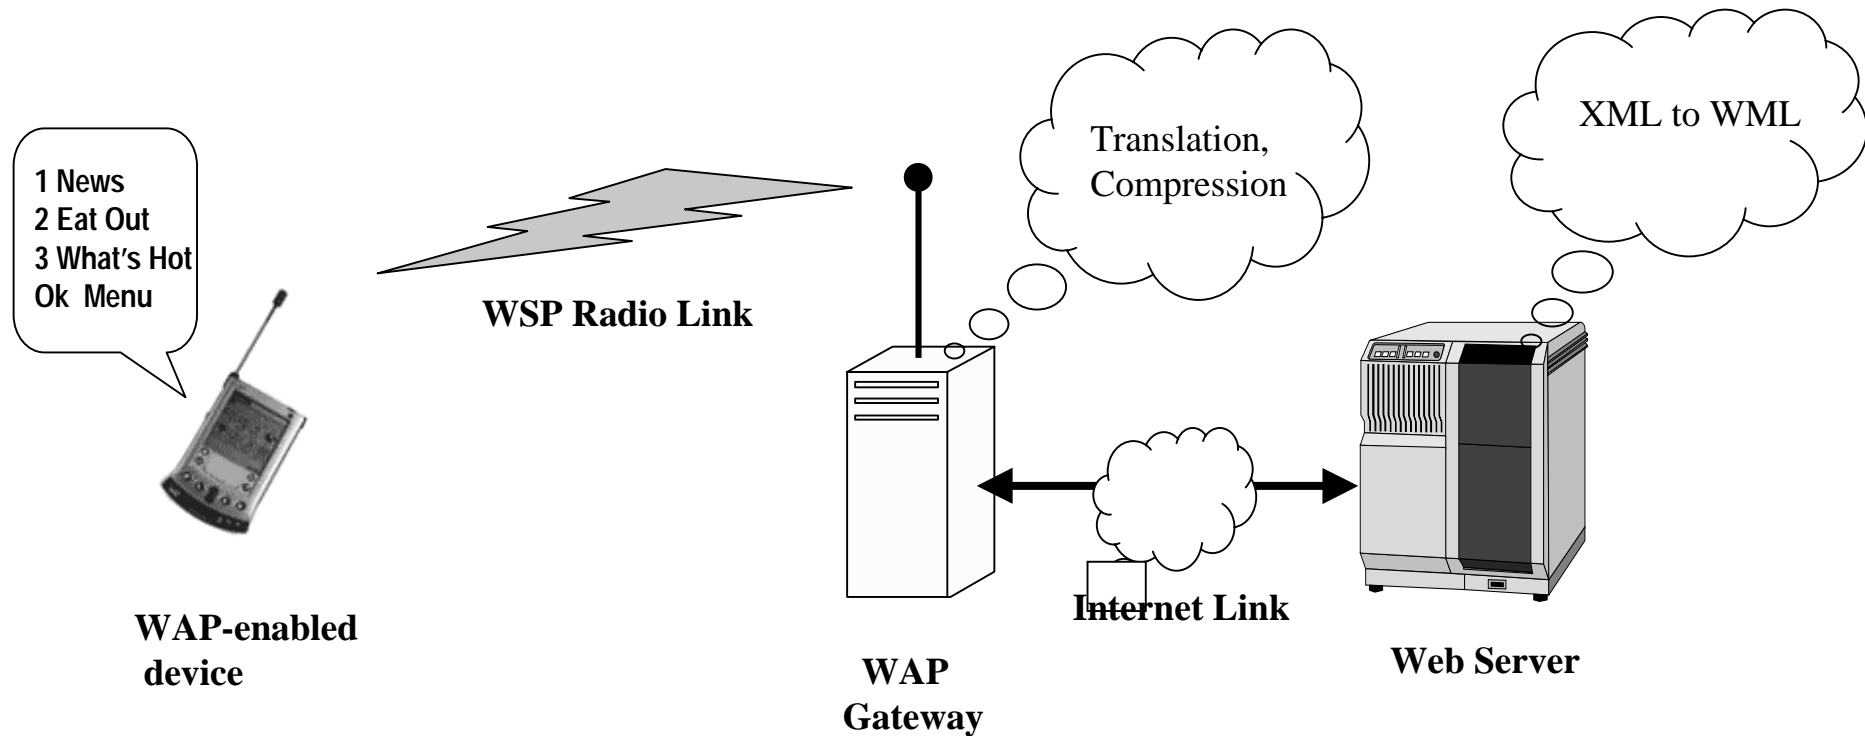 1 News
2 Eat Out
3 What's Hot
Ok Menu
WSP Radio Link
Translation,
Compression
XML to WML
Internet Link
WAP-enabled
device
WAP
Gateway
Web Server